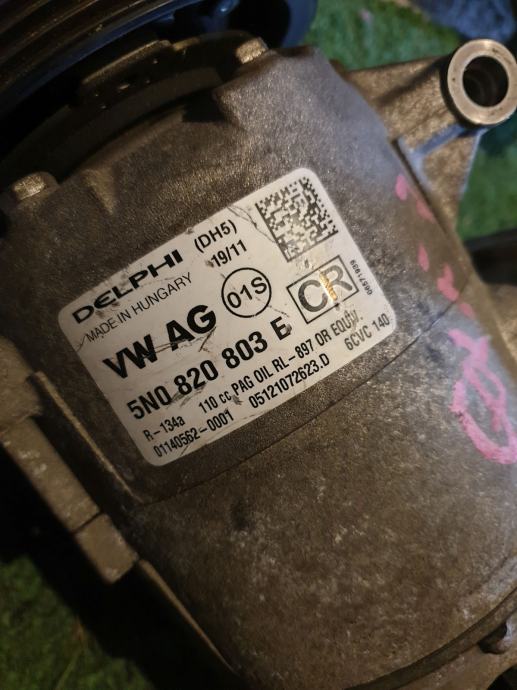 DELPHI (DH5)
MADE IN HUNGARY 19/11
VW AG 01S
5N0 820 803 E CR
R-134a 110 cc PAG OIL RL-897 OR EQUIV.
01140562-0001 05121072623.D 6CVC 140
06571939